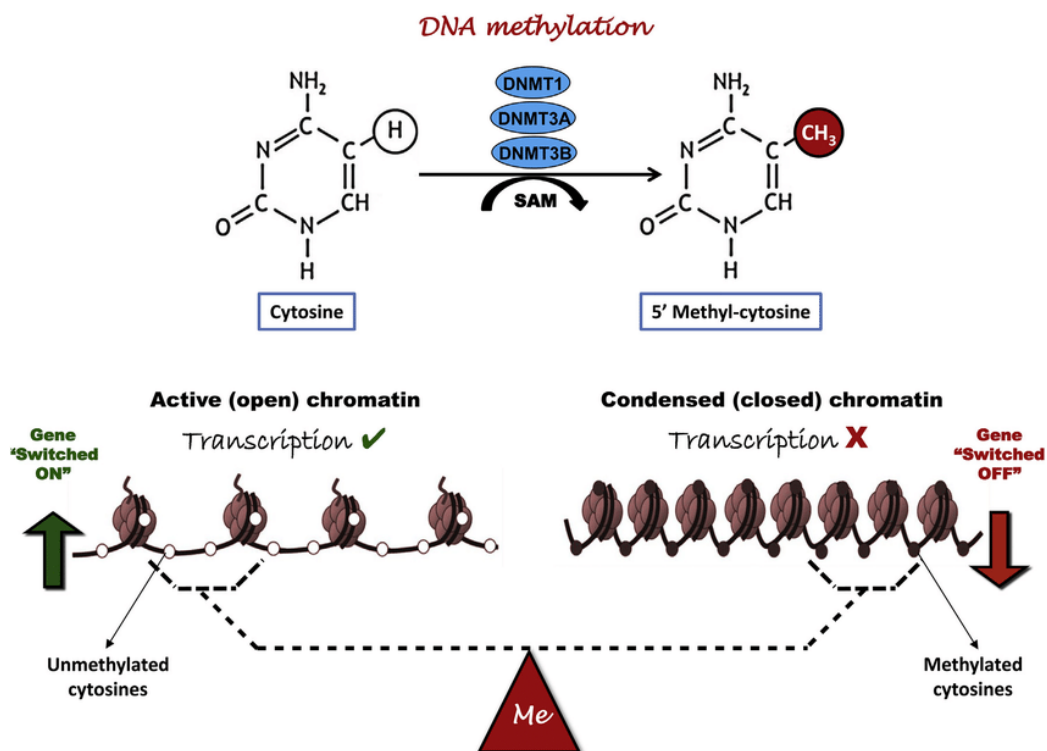 DNA methylation
DNMT1
DNMT3A
DNMT3B
SAM
NH2
H
C
C
N
C
CH
N
O
H
Cytosine
NH2
CH3
C
C
N
C
CH
N
O
H
5’ Methyl-cytosine
Active (open) chromatin
Transcription ✔
Gene
“Switched
ON”
Condensed (closed) chromatin
Transcription X
Gene
“Switched
OFF”
Unmethylated
cytosines
Methylated
cytosines
Me